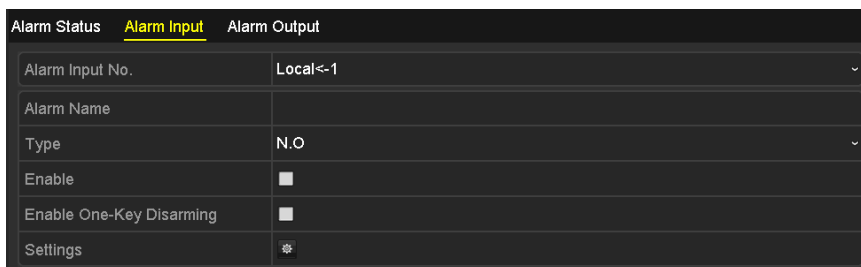 Alarm Status Alarm Input Alarm Output
Alarm Input No. Local<-1
Alarm Name
Type N.O
Enable
Enable One-Key Disarming
Settings